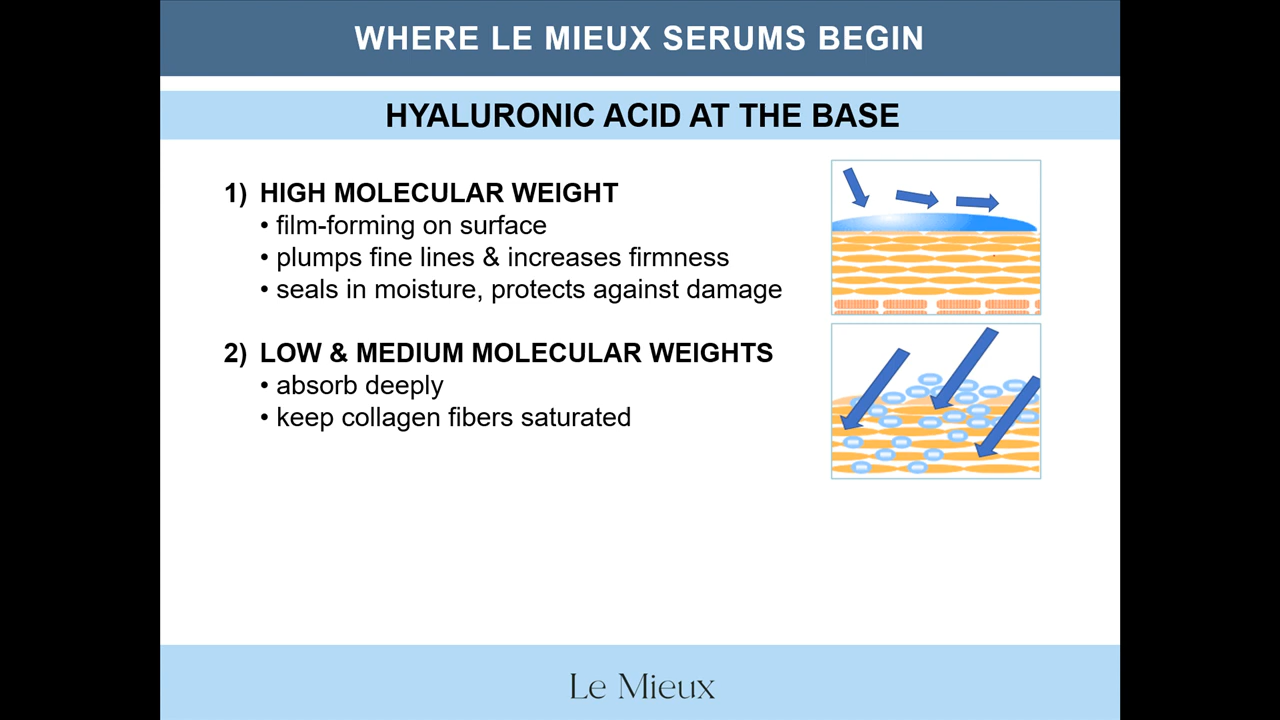 WHERE LE MIEUX SERUMS BEGIN
HYALURONIC ACID AT THE BASE
1) HIGH MOLECULAR WEIGHT
• film-forming on surface
• plumps fine lines & increases firmness
• seals in moisture, protects against damage
2) LOW & MEDIUM MOLECULAR WEIGHTS
• absorb deeply
• keep collagen fibers saturated
Le Mieux